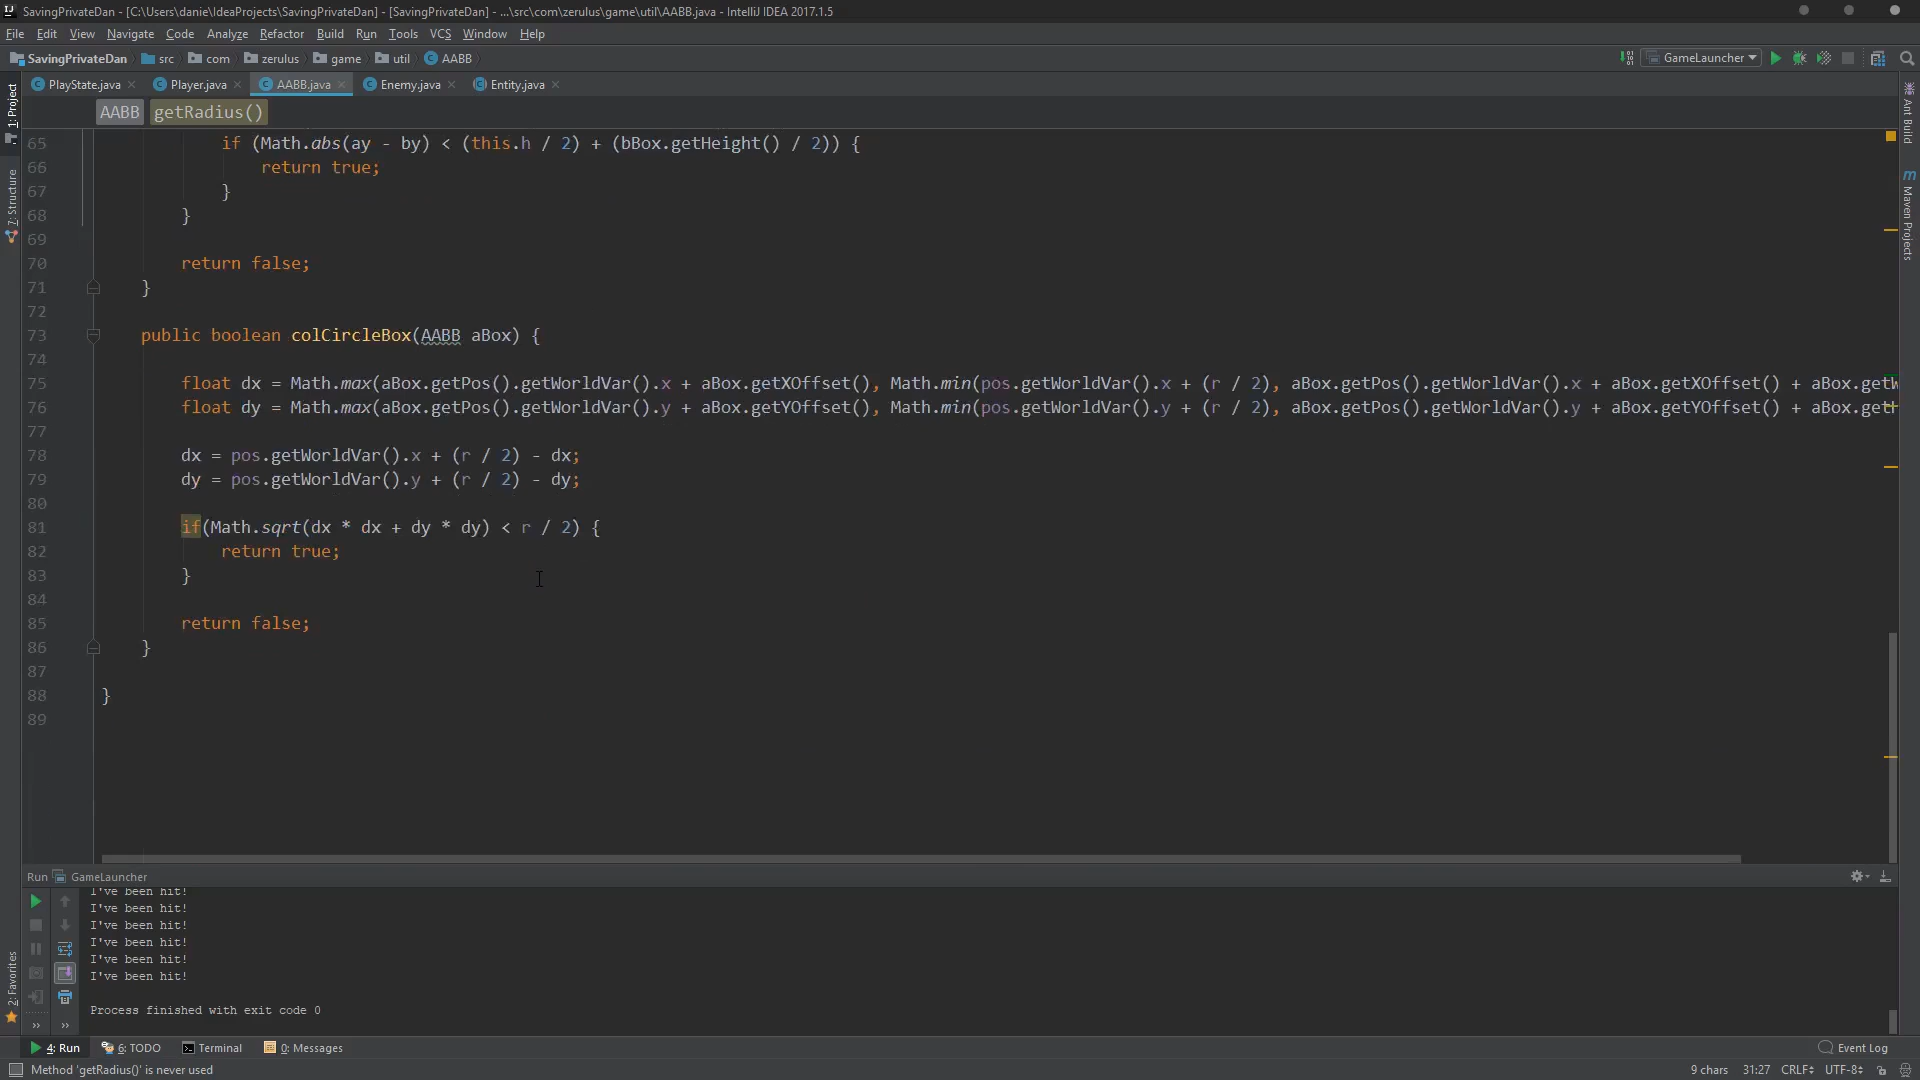 SavingPrivateDan - [C:\Users\danie\IdeaProjects\SavingPrivateDan] - [SavingPrivateDan] - ...\src\com\zerulus\game\util\AABB.java - IntelliJ IDEA 2017.1.5
File Edit View Navigate Code Analyze Refactor Build Run Tools VCS Window Help
SavingPrivateDan src com zerulus game util AABB GameLauncher
PlayState.java Player.java AABB.java Enemy.java Entity.java
AABB getRadius()
1: Project
7: Structure
2: Favorites
Ant Build
Maven Projects
65 if (Math.abs(ay - by) < (this.h / 2) + (bBox.getHeight() / 2)) {
66 return true;
67 }
68 }
69
70 return false;
71 }
72
73 public boolean colCircleBox(AABB aBox) {
74
75 float dx = Math.max(aBox.getPos().getWorldVar().x + aBox.getXOffset(), Math.min(pos.getWorldVar().x + (r / 2), aBox.getPos().getWorldVar().x + aBox.getXOffset() + aBox.getW
76 float dy = Math.max(aBox.getPos().getWorldVar().y + aBox.getYOffset(), Math.min(pos.getWorldVar().y + (r / 2), aBox.getPos().getWorldVar().y + aBox.getYOffset() + aBox.getH
77
78 dx = pos.getWorldVar().x + (r / 2) - dx;
79 dy = pos.getWorldVar().y + (r / 2) - dy;
80
81 if(Math.sqrt(dx * dx + dy * dy) < r / 2) {
82 return true;
83 }
84
85 return false;
86 }
87
88 }
89
Run GameLauncher
I've been hit!
I've been hit!
I've been hit!
I've been hit!
I've been hit!
I've been hit!
Process finished with exit code 0
4: Run 6: TODO Terminal 0: Messages Event Log
Method 'getRadius()' is never used 9 chars 31:27 CRLF UTF-8